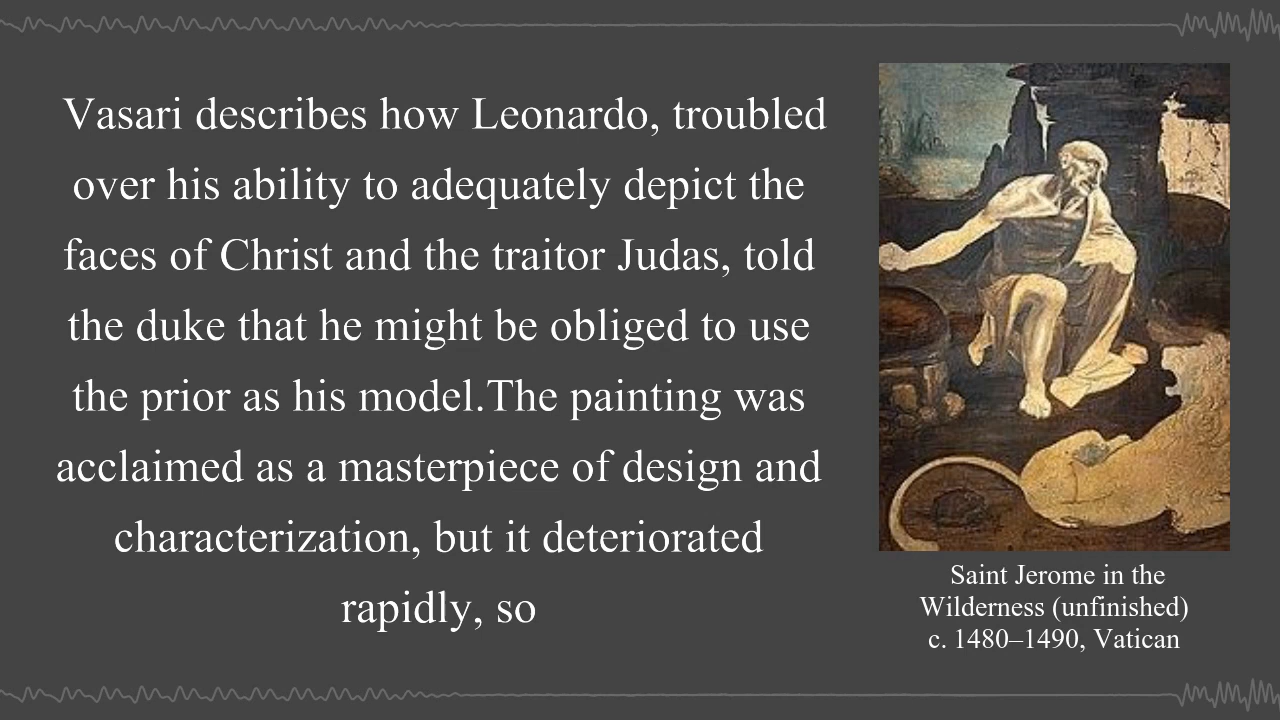 Vasari describes how Leonardo, troubled
over his ability to adequately depict the
faces of Christ and the traitor Judas, told
the duke that he might be obliged to use
the prior as his model.The painting was
acclaimed as a masterpiece of design and
characterization, but it deteriorated
rapidly, so
Saint Jerome in the
Wilderness (unfinished)
c. 1480–1490, Vatican